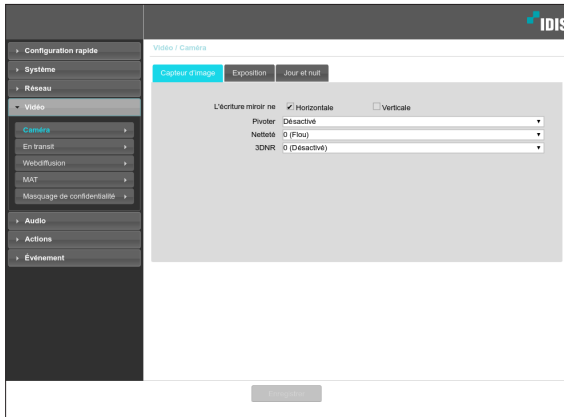 IDIS
Configuration rapide
Système
Réseau
Vidéo
Caméra
En transit
Webdiffusion
MAT
Masquage de confidentialité
Audio
Actions
Événement
Vidéo / Caméra
Capteur d'image Exposition Jour et nuit
L'écriture miroir ne Horizontale Verticale
Pivoter Désactivé
Netteté 0 (Flou)
3DNR 0 (Désactivé)
Enregistrer